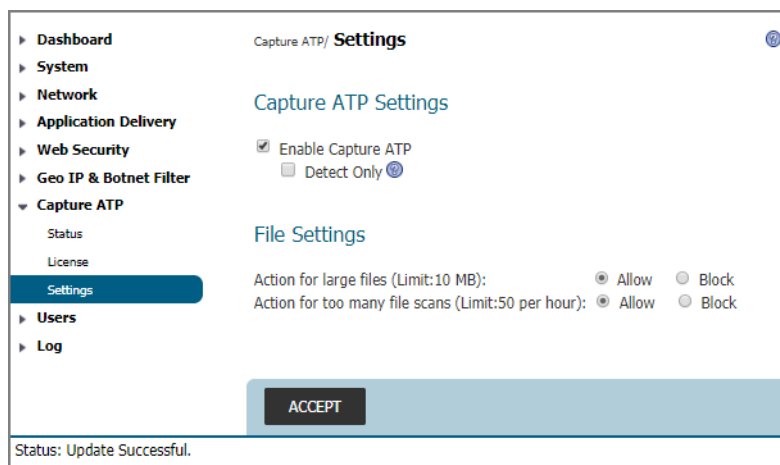 Dashboard
System
Network
Application Delivery
Web Security
Geo IP & Botnet Filter
Capture ATP
Status
License
Settings
Users
Log
Capture ATP/ Settings
?
Capture ATP Settings
Enable Capture ATP
Detect Only ?
File Settings
Action for large files (Limit:10 MB): Allow Block
Action for too many file scans (Limit:50 per hour): Allow Block
ACCEPT
Status: Update Successful.